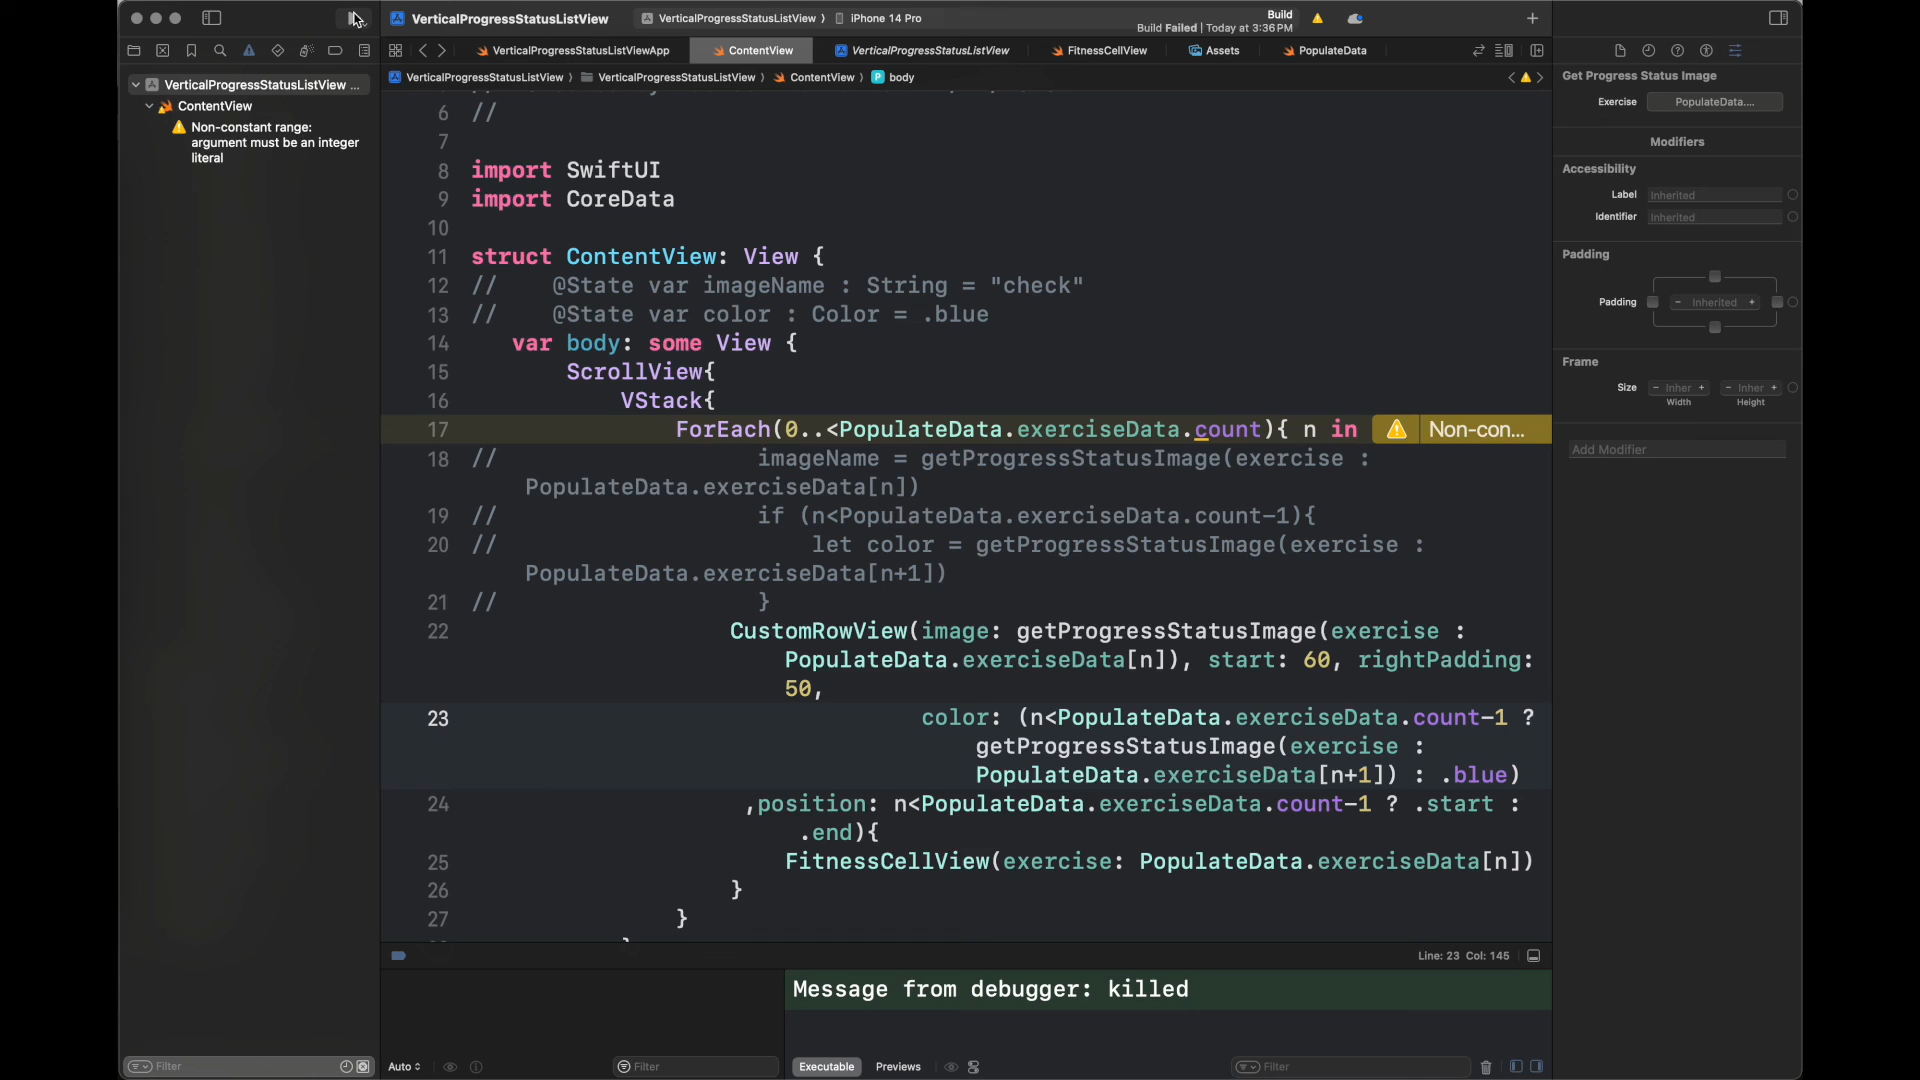 VerticalProgressStatusListView
VerticalProgressStatusListView ⟩ iPhone 14 Pro
Build
Build Failed | Today at 3:36 PM
VerticalProgressStatusListViewApp
ContentView
VerticalProgressStatusListView
FitnessCellView
Assets
PopulateData
VerticalProgressStatusListView ⟩ VerticalProgressStatusListView ⟩ ContentView ⟩ P body
VerticalProgressStatusListView ...
ContentView
Non-constant range:
argument must be an integer
literal
6 //
7
8 import SwiftUI
9 import CoreData
10
11 struct ContentView: View {
12 // @State var imageName : String = "check"
13 // @State var color : Color = .blue
14 var body: some View {
15 ScrollView{
16 VStack{
17 ForEach(0..<PopulateData.exerciseData.count){ n in Non-con...
18 // imageName = getProgressStatusImage(exercise :
PopulateData.exerciseData[n])
19 // if (n<PopulateData.exerciseData.count-1){
20 // let color = getProgressStatusImage(exercise :
PopulateData.exerciseData[n+1])
21 // }
22 CustomRowView(image: getProgressStatusImage(exercise :
PopulateData.exerciseData[n]), start: 60, rightPadding:
50,
23 color: (n<PopulateData.exerciseData.count-1 ?
getProgressStatusImage(exercise :
PopulateData.exerciseData[n+1]) : .blue)
24 ,position: n<PopulateData.exerciseData.count-1 ? .start :
.end){
25 FitnessCellView(exercise: PopulateData.exerciseData[n])
26 }
27 }
Line: 23 Col: 145
Message from debugger: killed
Filter
Auto
Filter
Executable
Previews
Filter
Get Progress Status Image
Exercise PopulateData....
Modifiers
Accessibility
Label Inherited
Identifier Inherited
Padding
Padding - Inherited +
Frame
Size - Inher + - Inher +
Width Height
Add Modifier